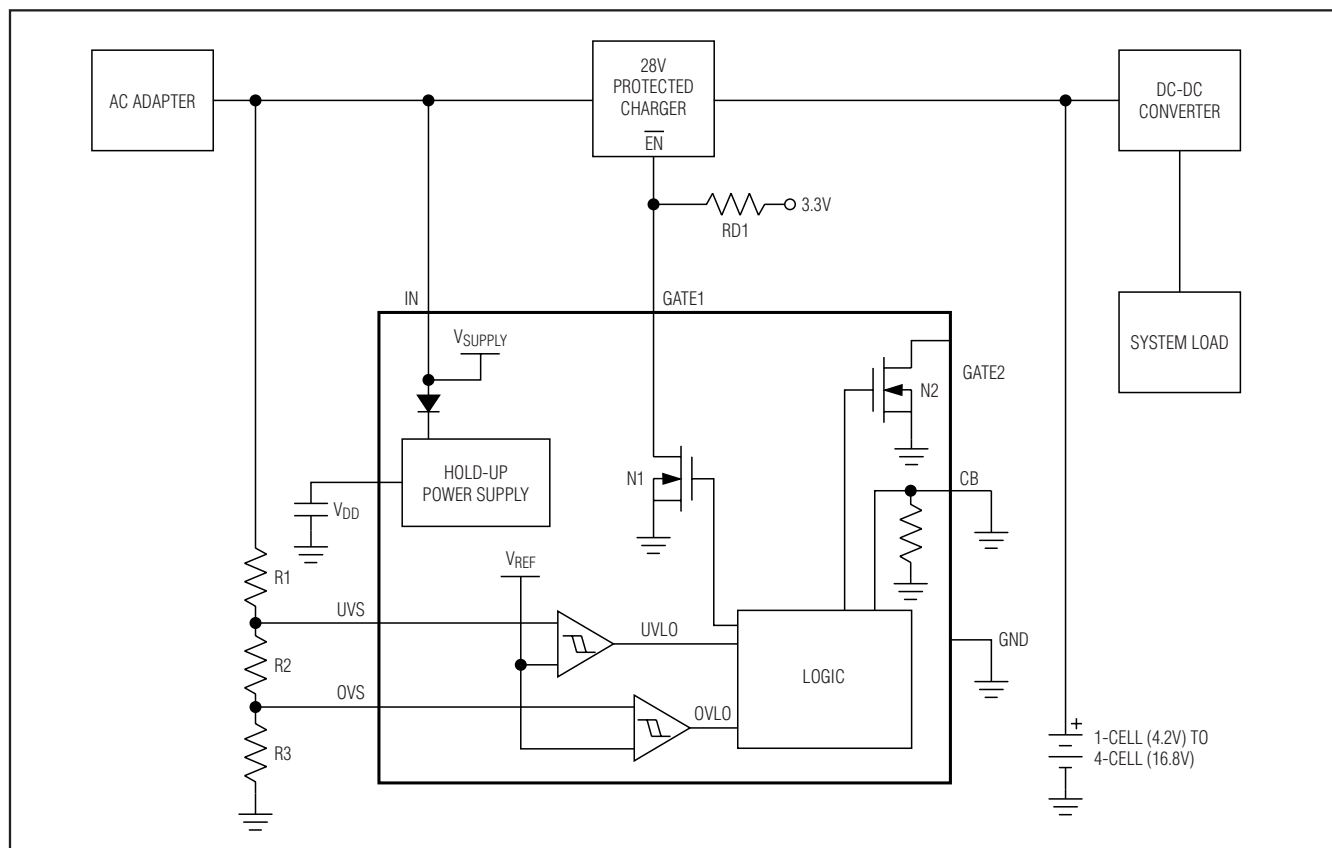 AC ADAPTER
28V
PROTECTED
CHARGER
EN
DC-DC
CONVERTER
3.3V
RD1
IN
GATE1
SYSTEM LOAD
VSUPPLY
GATE2
N2
HOLD-UP
POWER SUPPLY
N1
CB
VDD
VREF
R1
UVS
UVLO
GND
R2
LOGIC
OVS
OVLO
R3
+
1-CELL (4.2V) TO
4-CELL (16.8V)